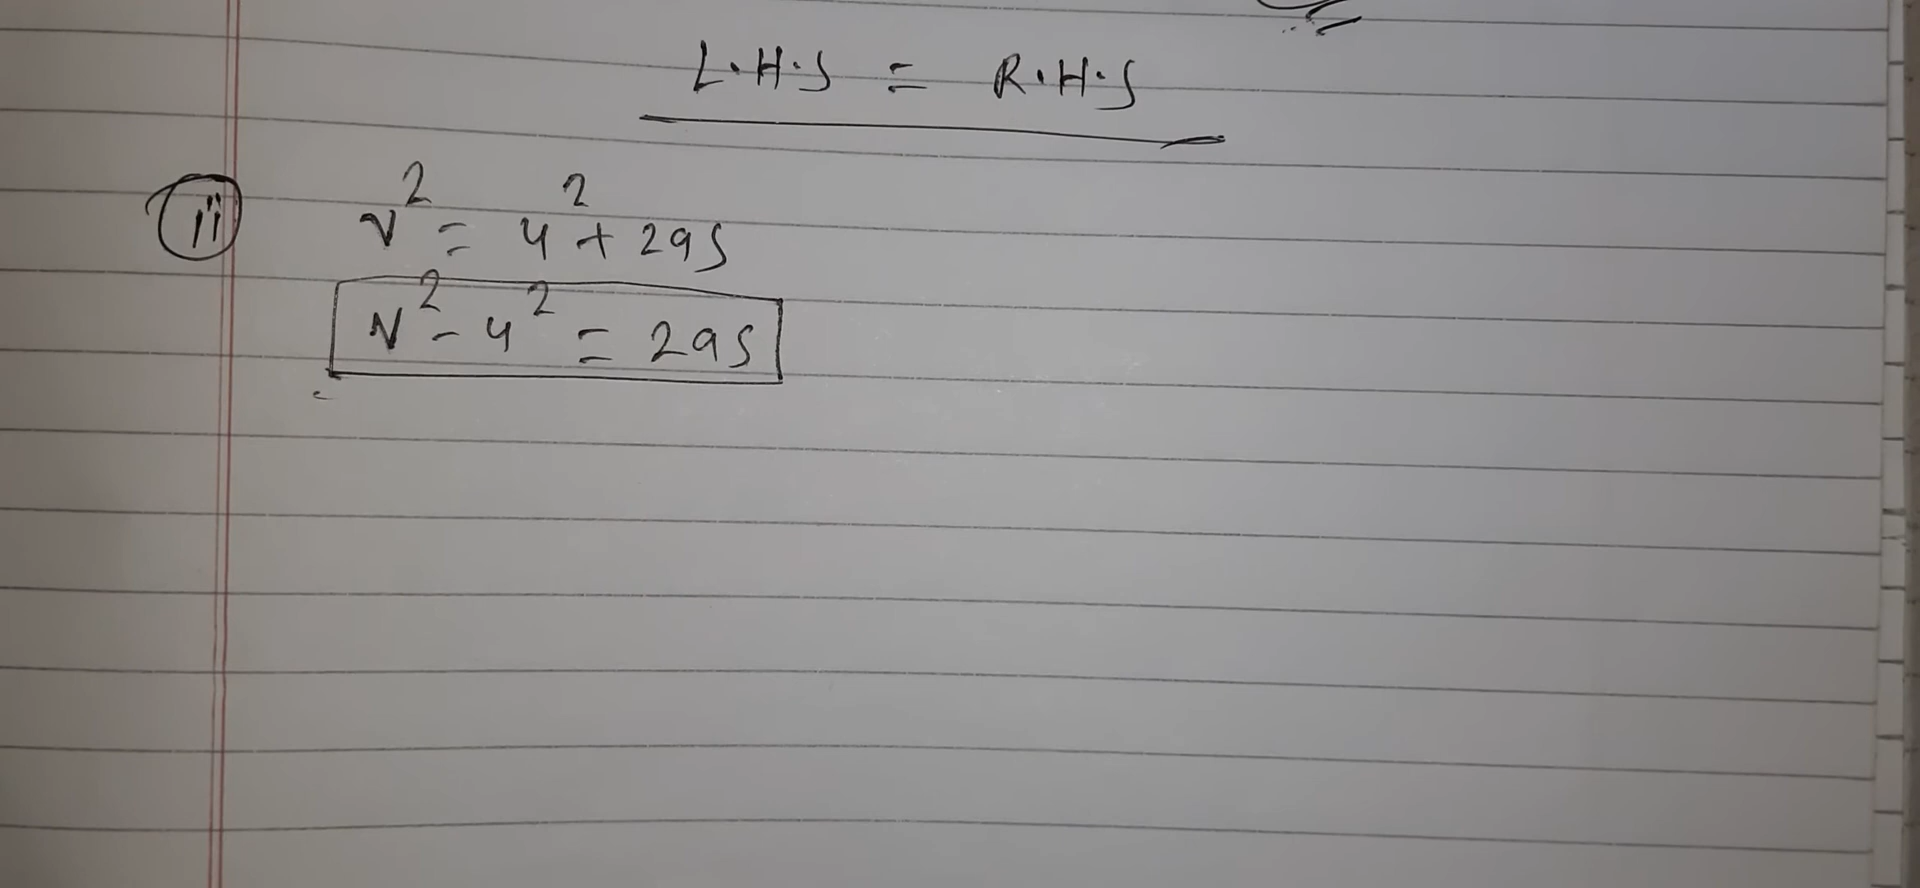 L.H.S = R.H.S
(ii) v² = u² + 2as
v² - u² = 2as